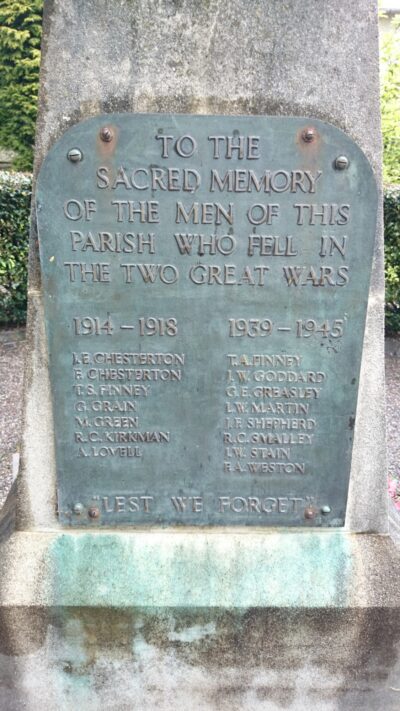 TO THE
SACRED MEMORY
OF THE MEN OF THIS
PARISH WHO FELL IN
THE TWO GREAT WARS
1914 – 1918
J. E. CHESTERTON
F. CHESTERTON
T. S. FINNEY
G. GRAIN
M. GREEN
R. C. KIRKMAN
A. LOVELL
1939 – 1945
T. A. FINNEY
J. W. GODDARD
G. E. GREASLEY
L. W. MARTIN
J. F. SHEPHERD
R. C. SMALLEY
I. W. STAIN
F. A. WESTON
"LEST WE FORGET"